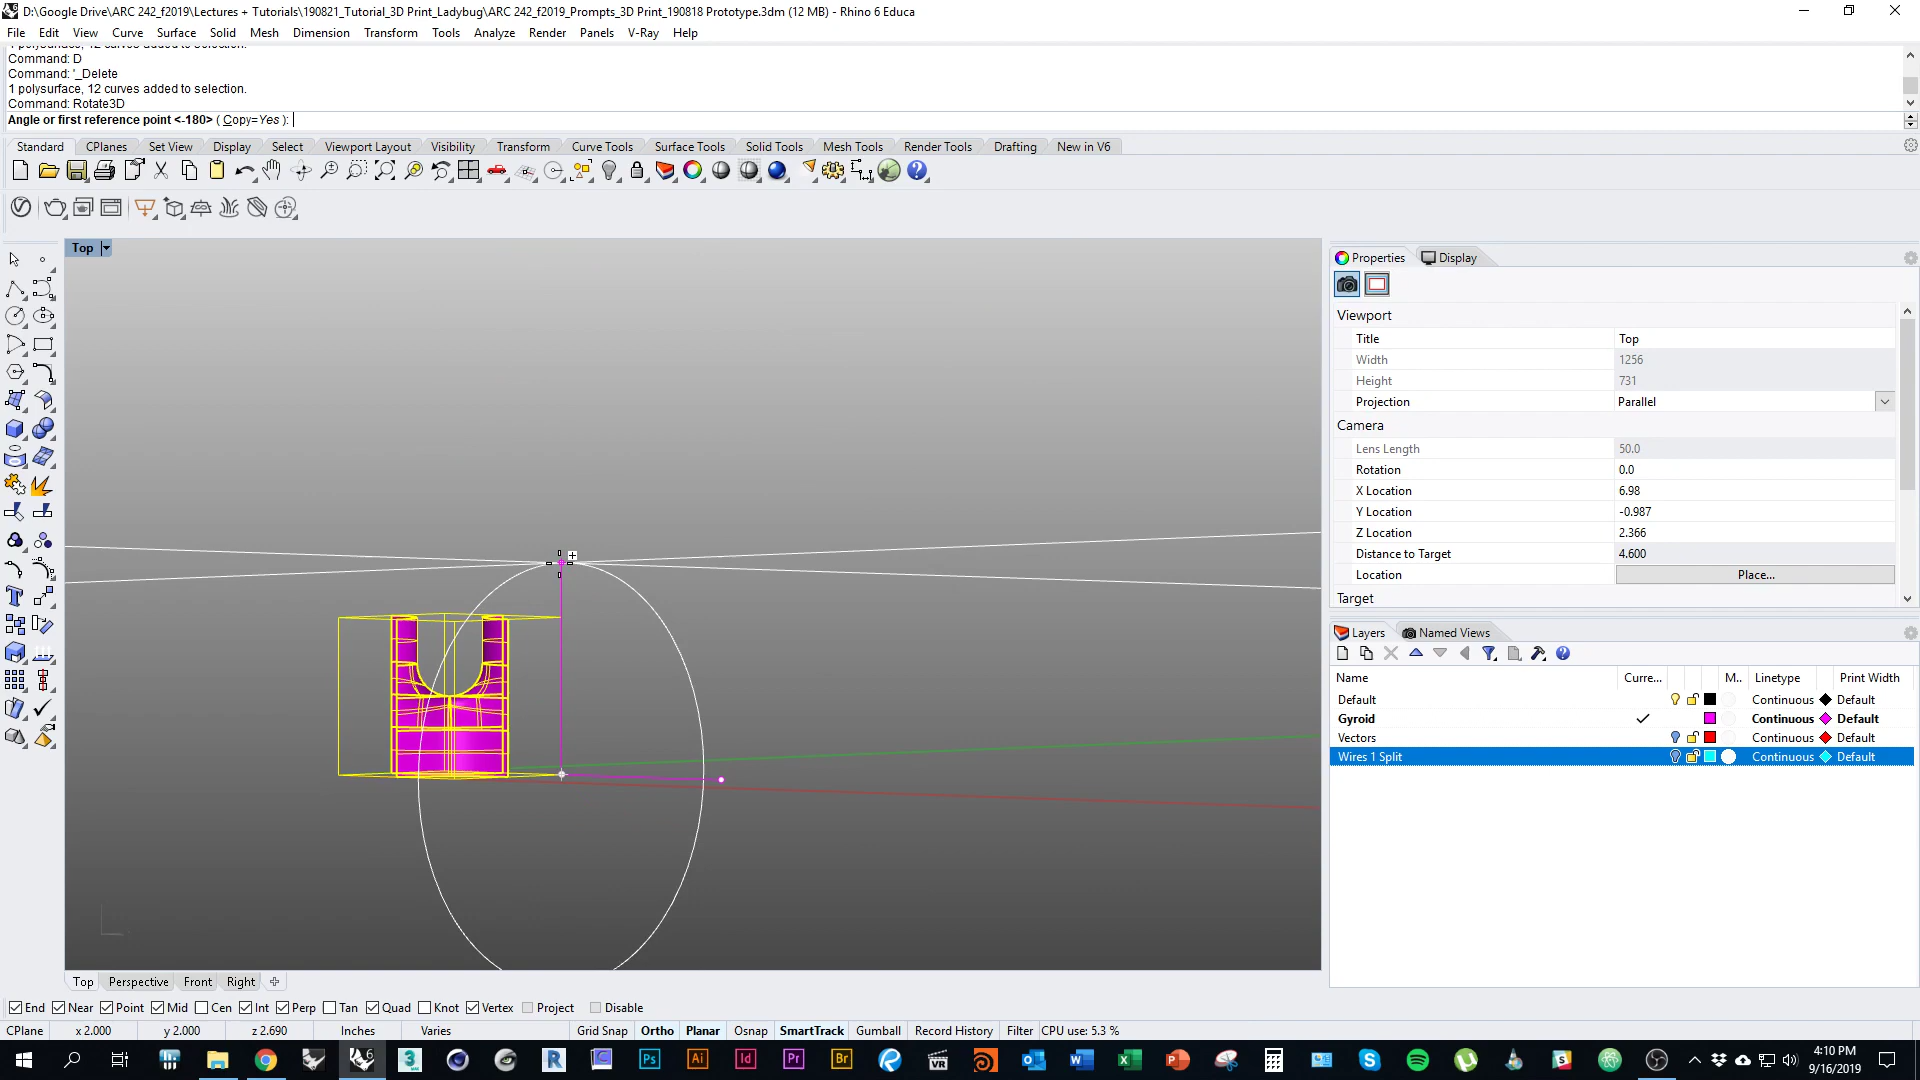 D:\Google Drive\ARC 242_f2019\Lectures + Tutorials\190821_Tutorial_3D Print_Ladybug\ARC 242_f2019_Prompts_3D Print_190818 Prototype.3dm (12 MB) - Rhino 6 Educa
File Edit View Curve Surface Solid Mesh Dimension Transform Tools Analyze Render Panels V-Ray Help
1 polysurface, 12 curves added to selection.
Command: D
Command: '_Delete
1 polysurface, 12 curves added to selection.
Command: Rotate3D
Angle or first reference point <-180> ( Copy=Yes ):
Standard CPlanes Set View Display Select Viewport Layout Visibility Transform Curve Tools Surface Tools Solid Tools Mesh Tools Render Tools Drafting New in V6
Top
Properties Display
Viewport
Title Top
Width 1256
Height 731
Projection Parallel
Camera
Lens Length 50.0
Rotation 0.0
X Location 6.98
Y Location -0.987
Z Location 2.366
Distance to Target 4.600
Location Place...
Target
Layers Named Views
Name Curre... M.. Linetype Print Width
Default Continuous Default
Gyroid Continuous Default
Vectors Continuous Default
Wires 1 Split Continuous Default
Top Perspective Front Right
End Near Point Mid Cen Int Perp Tan Quad Knot Vertex Project Disable
CPlane x 2.000 y 2.000 z 2.690 Inches Varies Grid Snap Ortho Planar Osnap SmartTrack Gumball Record History Filter CPU use: 5.3 %
4:10 PM
9/16/2019